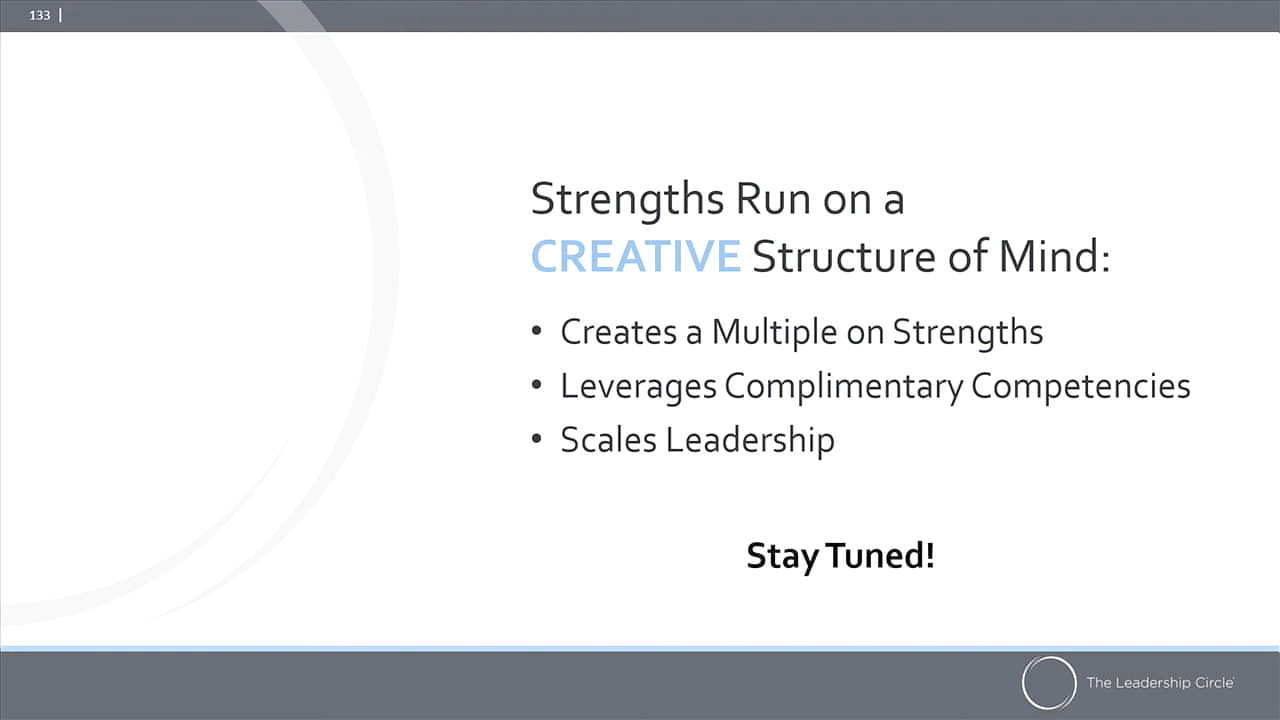 133 |
Strengths Run on a
CREATIVE Structure of Mind:
• Creates a Multiple on Strengths
• Leverages Complimentary Competencies
• Scales Leadership
Stay Tuned!
The Leadership Circle